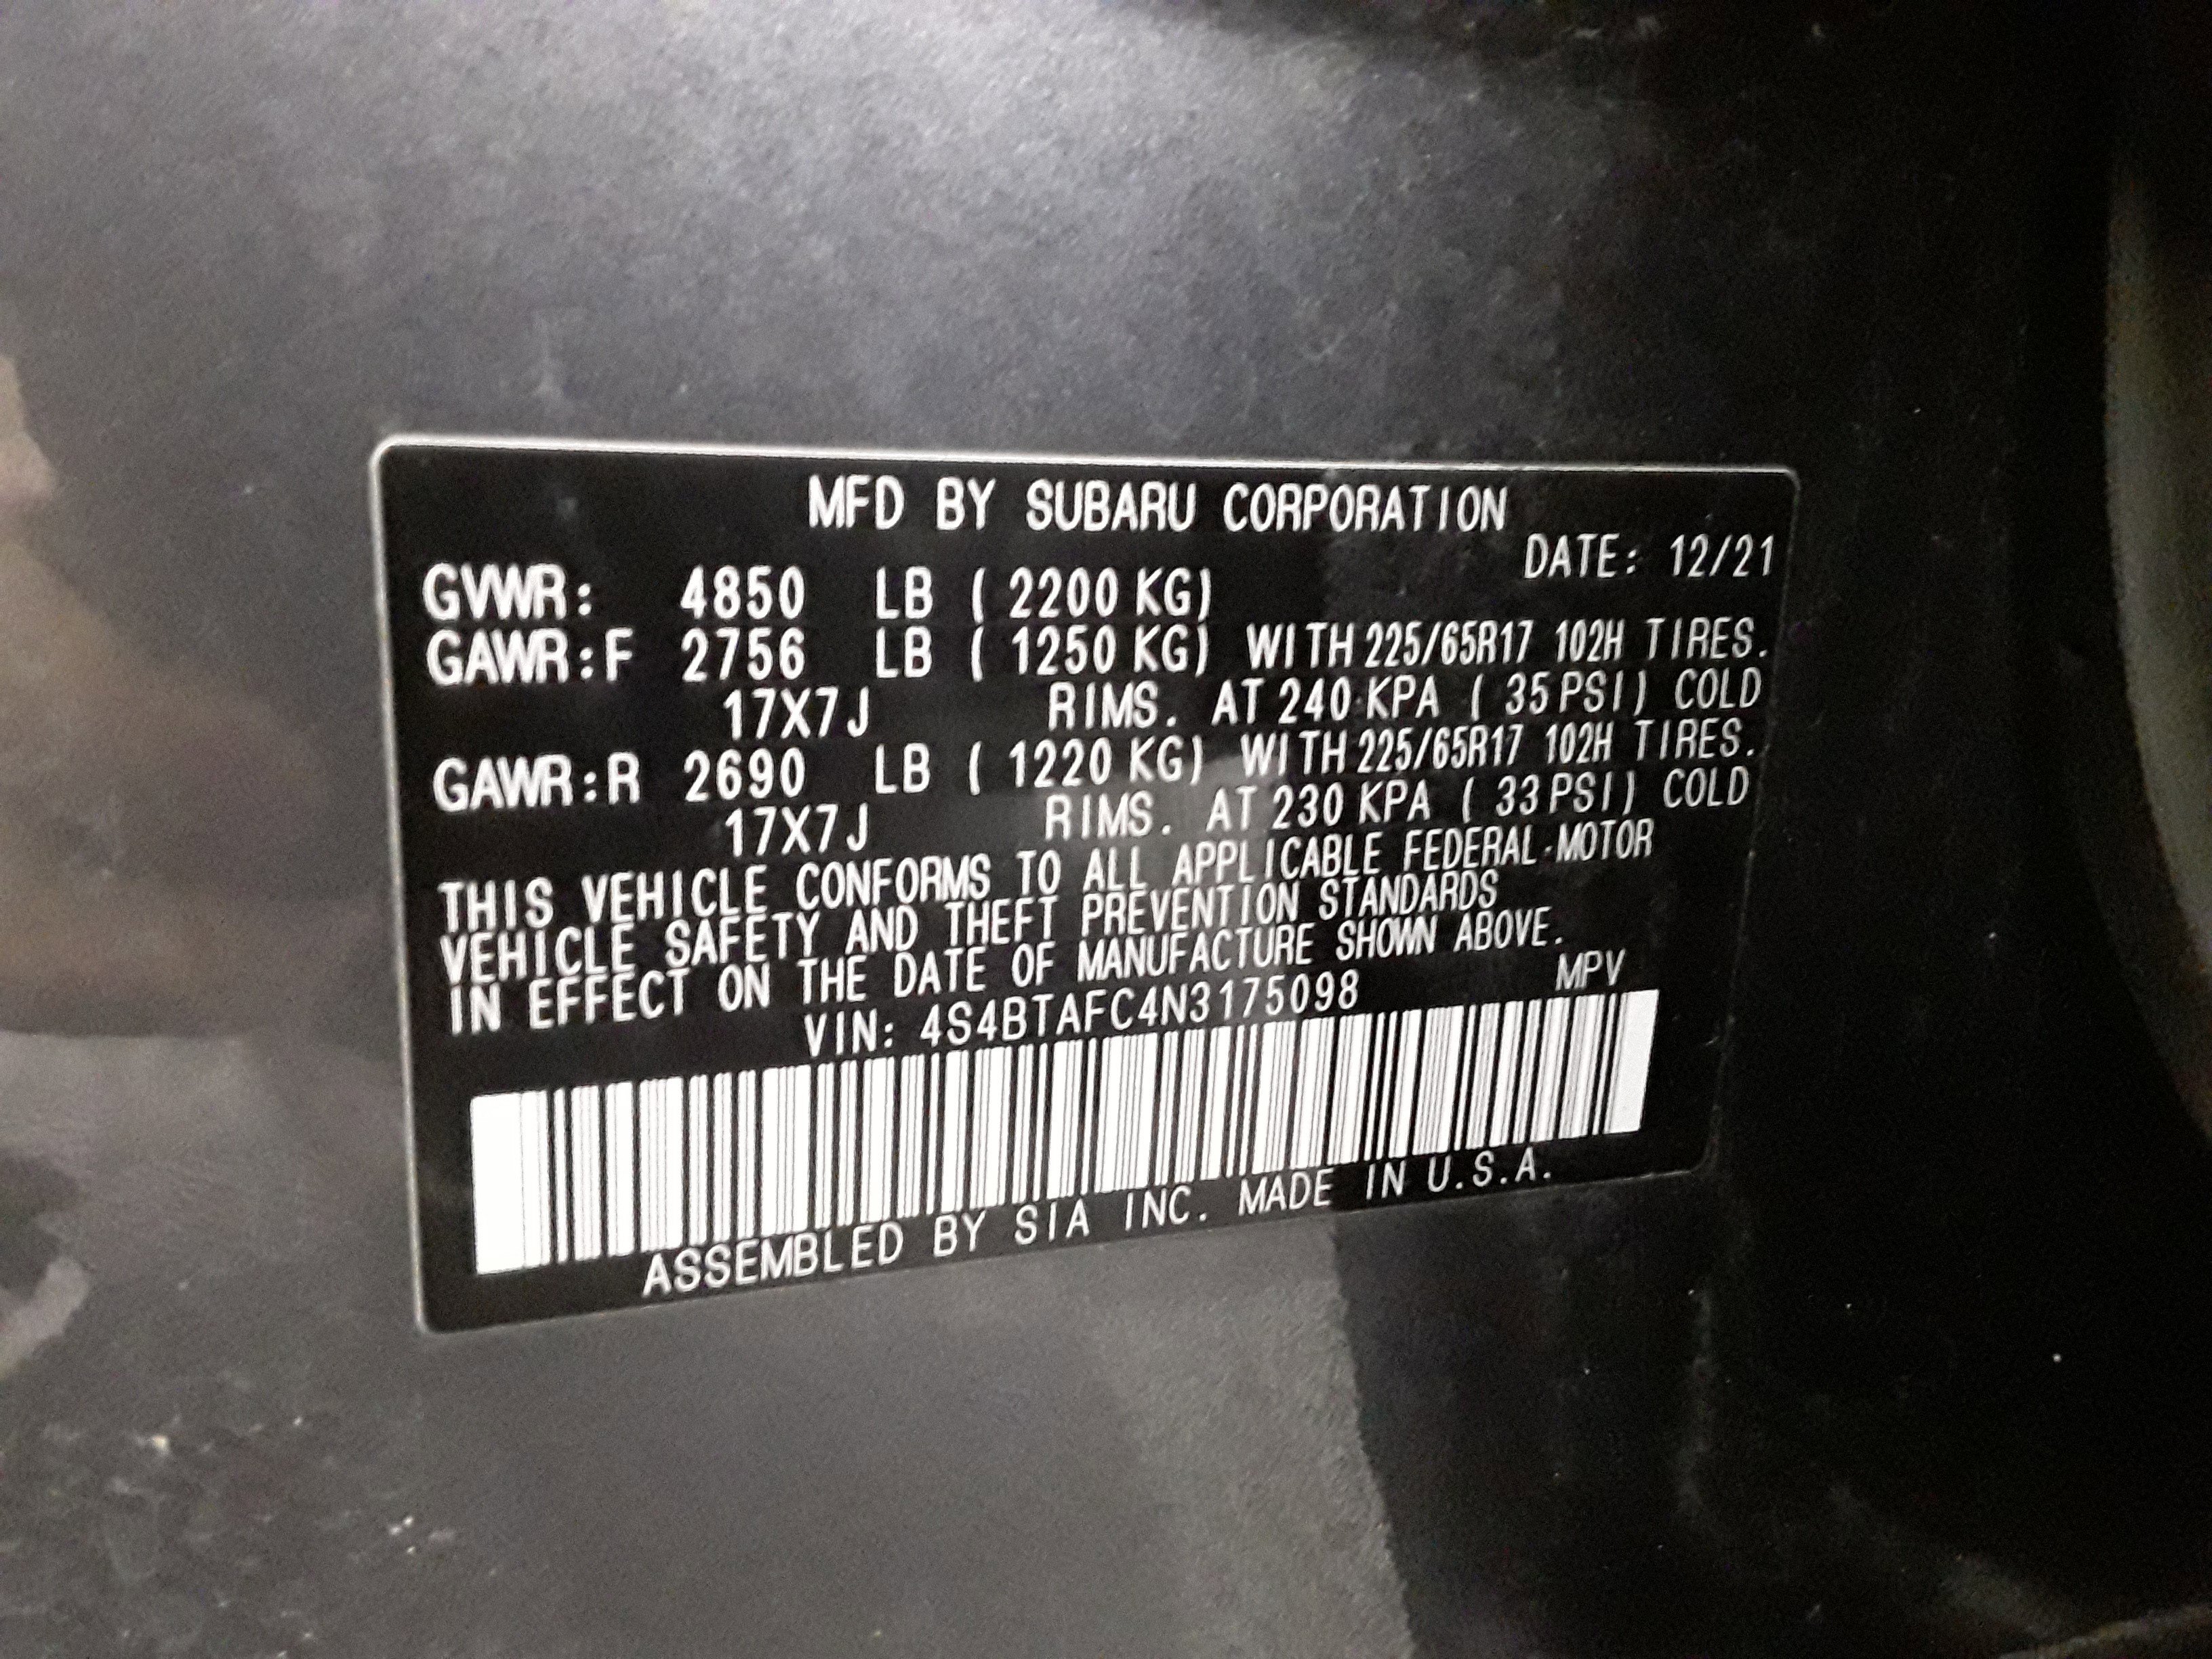 MFD BY SUBARU CORPORATION
DATE: 12/21
GVWR: 4850 LB ( 2200 KG)
GAWR:F 2756 LB ( 1250 KG) WITH 225/65R17 102H TIRES.
17X7J RIMS. AT 240 KPA ( 35 PSI) COLD
GAWR:R 2690 LB ( 1220 KG) WITH 225/65R17 102H TIRES.
17X7J RIMS. AT 230 KPA ( 33 PSI) COLD
THIS VEHICLE CONFORMS TO ALL APPLICABLE FEDERAL MOTOR
VEHICLE SAFETY AND THEFT PREVENTION STANDARDS
IN EFFECT ON THE DATE OF MANUFACTURE SHOWN ABOVE.
VIN: 4S4BTAFC4N3175098 MPV
ASSEMBLED BY SIA INC. MADE IN U.S.A.